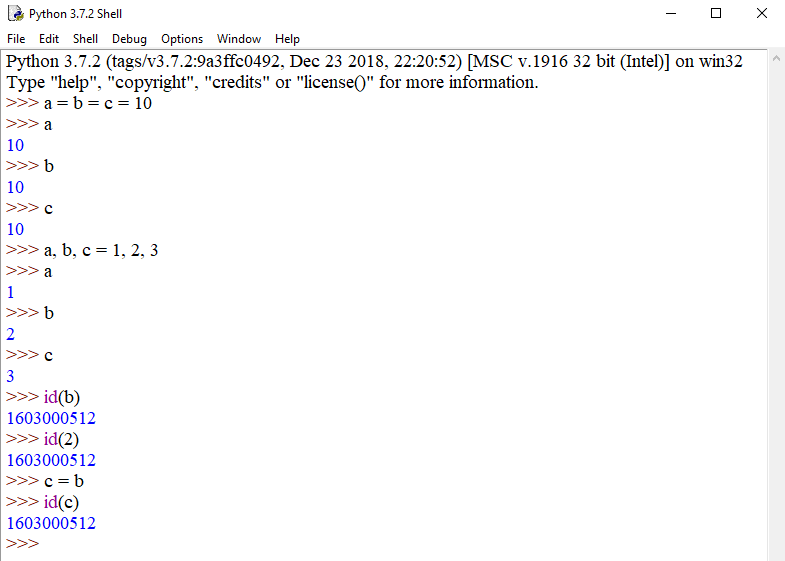 Python 3.7.2 Shell
File Edit Shell Debug Options Window Help
Python 3.7.2 (tags/v3.7.2:9a3ffc0492, Dec 23 2018, 22:20:52) [MSC v.1916 32 bit (Intel)] on win32
Type "help", "copyright", "credits" or "license()" for more information.
>>> a = b = c = 10
>>> a
10
>>> b
10
>>> c
10
>>> a, b, c = 1, 2, 3
>>> a
1
>>> b
2
>>> c
3
>>> id(b)
1603000512
>>> id(2)
1603000512
>>> c = b
>>> id(c)
1603000512
>>>